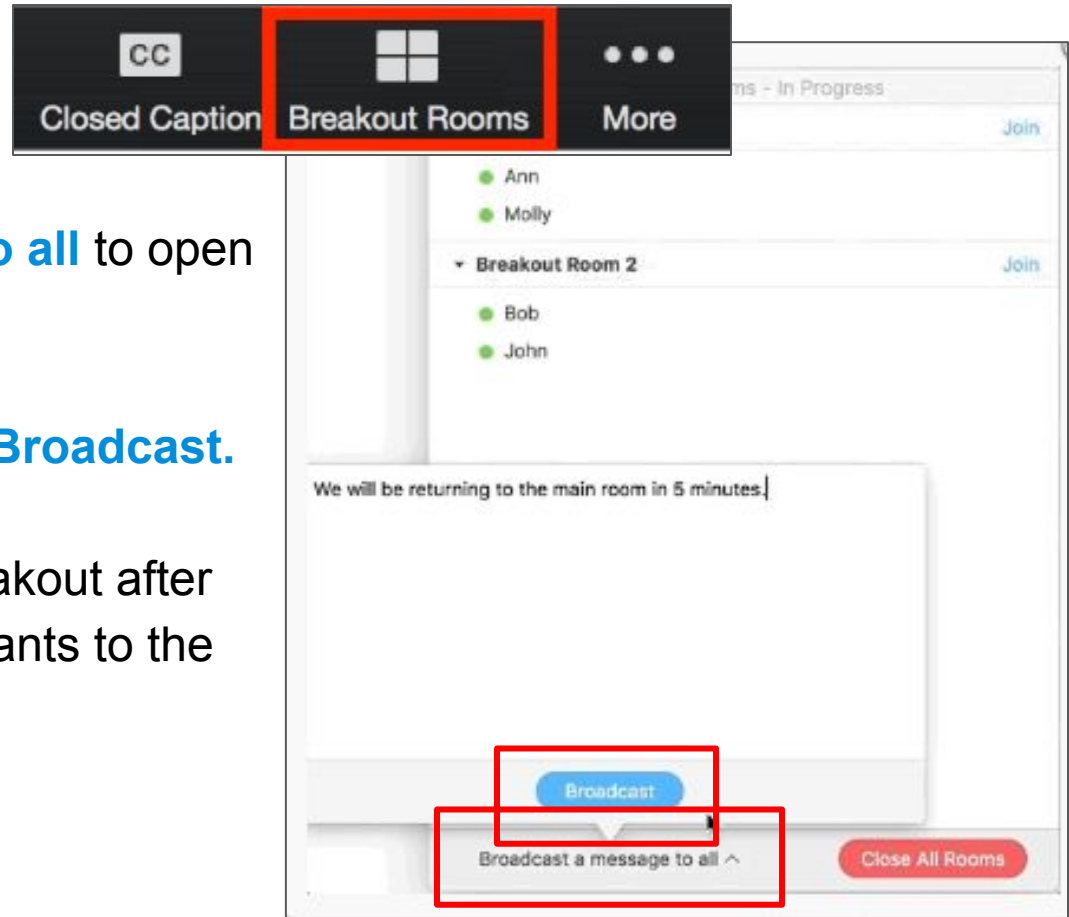 CC
Closed Caption Breakout Rooms More
ms - In Progress
Join
Ann
Molly
o all to open
Breakout Room 2 Join
Bob
John
Broadcast.
We will be returning to the main room in 5 minutes.
akout after
ants to the
Broadcast
Broadcast a message to all
Close All Rooms